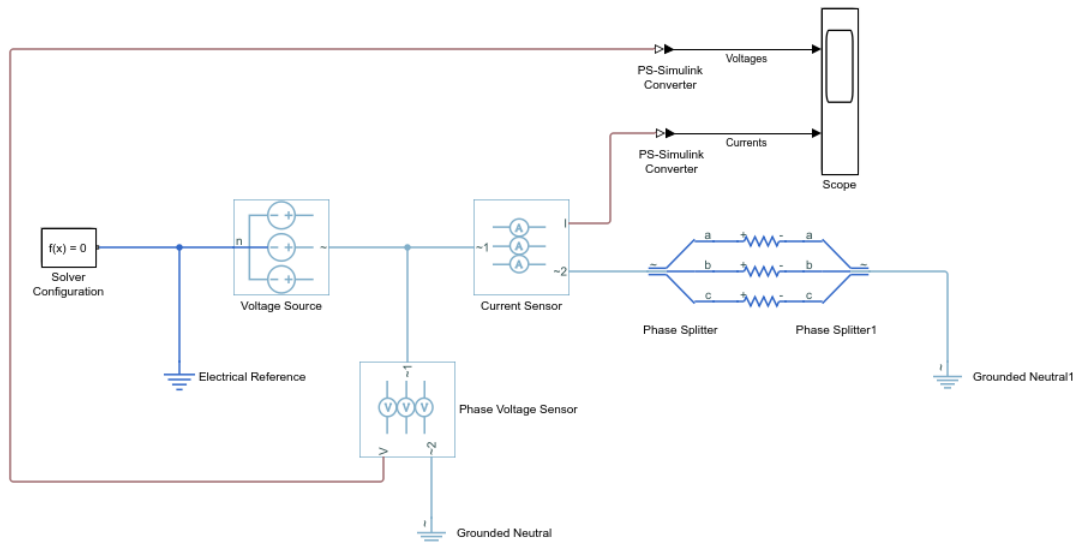 Voltages
PS-Simulink
Converter
Currents
PS-Simulink
Converter
Scope
f(x) = 0
Solver
Configuration
n
~
Voltage Source
A
A
A
I
~1
~2
Current Sensor
~
a
b
c
+
+
+
-
-
-
a
b
c
~
Phase Splitter
Phase Splitter1
Electrical Reference
~
Grounded Neutral1
~1
V V V
V
~2
Phase Voltage Sensor
~
Grounded Neutral